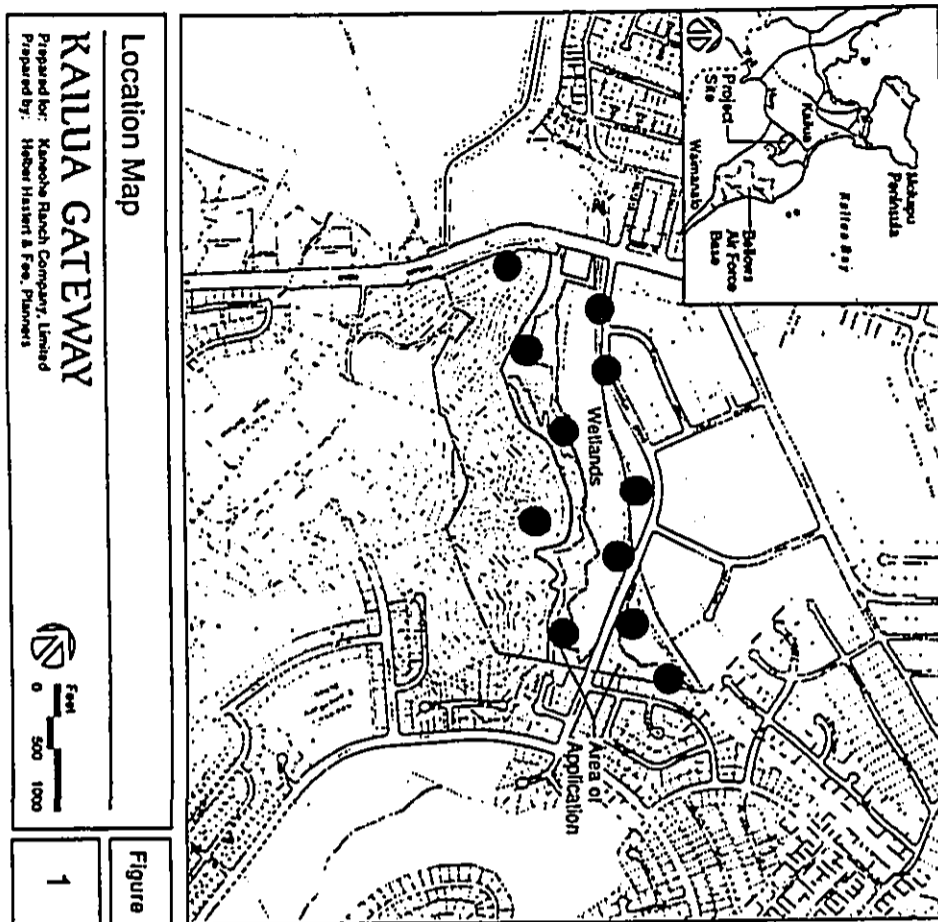 Location Map
KAILUA GATEWAY
Prepared for: Kaneohe Ranch Company, Limited
Prepared by: Helber Hastert & Fee, Planners
Feet
0 500 1000
Figure
1
Mokapu
Peninsula
Kailua Bay
Kailua
Project
Site
Bellows
Air Force
Base
Waimanalo
Wetlands
Area of
Application